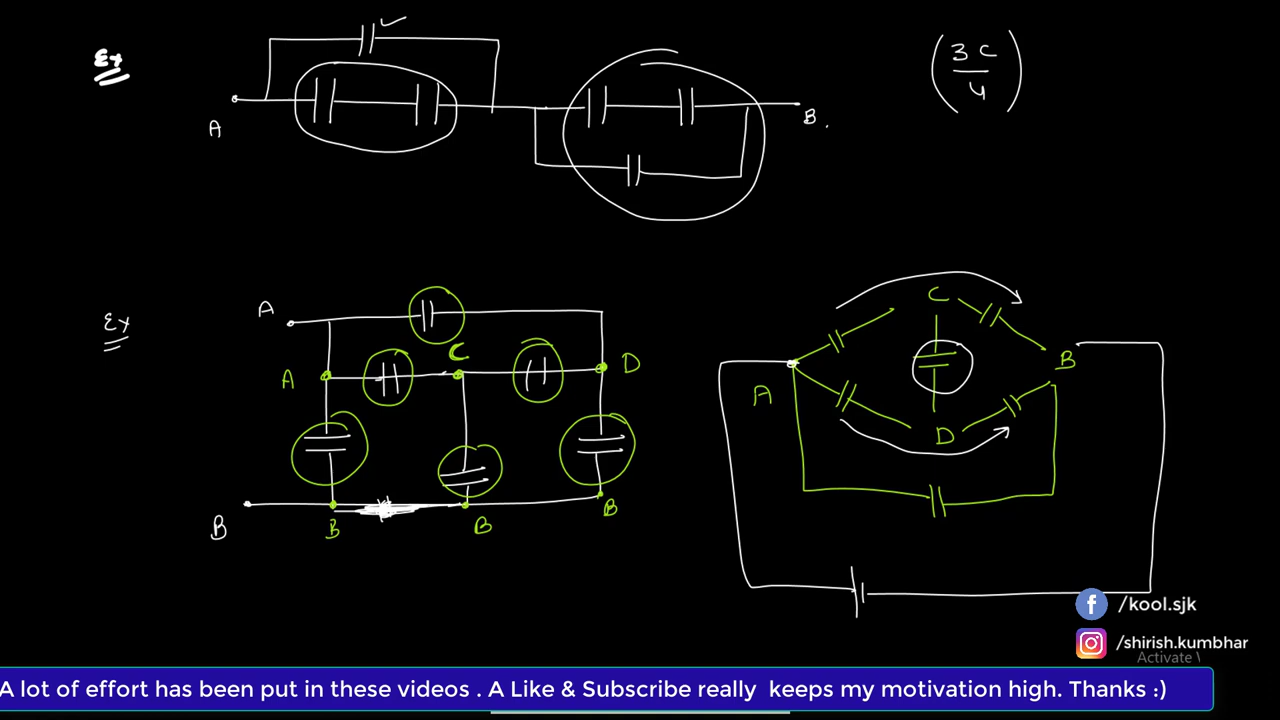 Ex
A
B.
(3C/4)
Ex
A
A
C
D
B
B
B
B
C
A
B
D
/kool.sjk
/shirish.kumbhar
Activate \
A lot of effort has been put in these videos . A Like & Subscribe really keeps my motivation high. Thanks :)